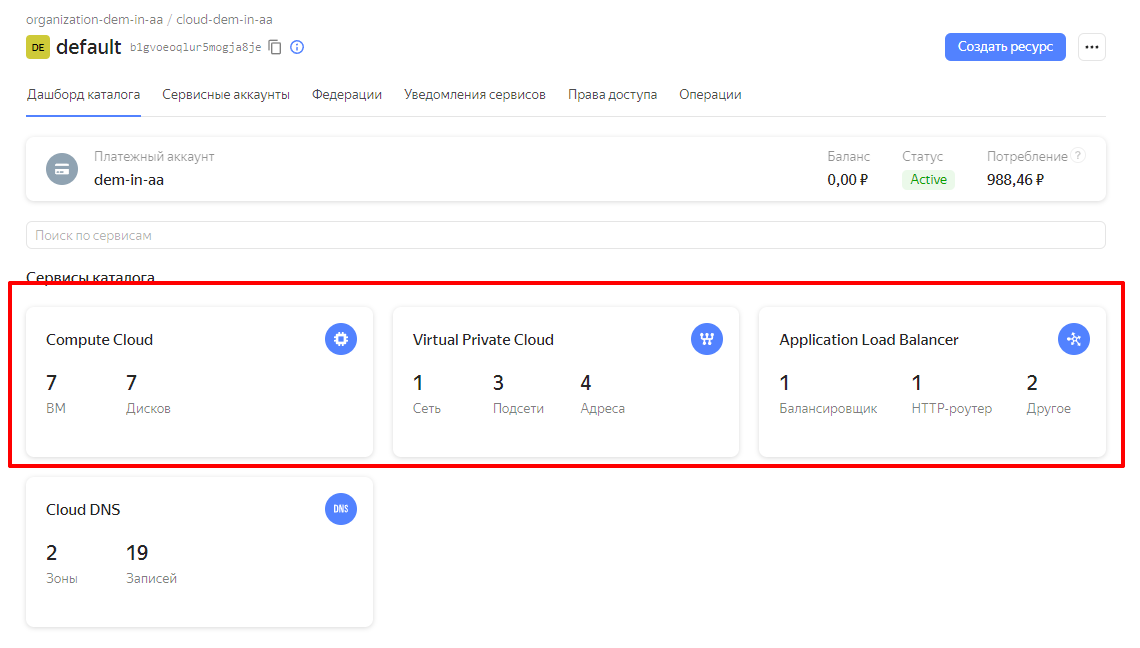 organization-dem-in-aa / cloud-dem-in-aa
DE default b1gvoeoqlur5mogja8je
Создать ресурс
Дашборд каталога Сервисные аккаунты Федерации Уведомления сервисов Права доступа Операции
Платежный аккаунт Баланс Статус Потребление ?
dem-in-aa 0,00 ₽ Active 988,46 ₽
Поиск по сервисам
Сервисы каталога
Compute Cloud
7 7
ВМ Дисков
Virtual Private Cloud
1 3 4
Сеть Подсети Адреса
Application Load Balancer
1 1 2
Балансировщик HTTP-роутер Другое
Cloud DNS DNS
2 19
Зоны Записей